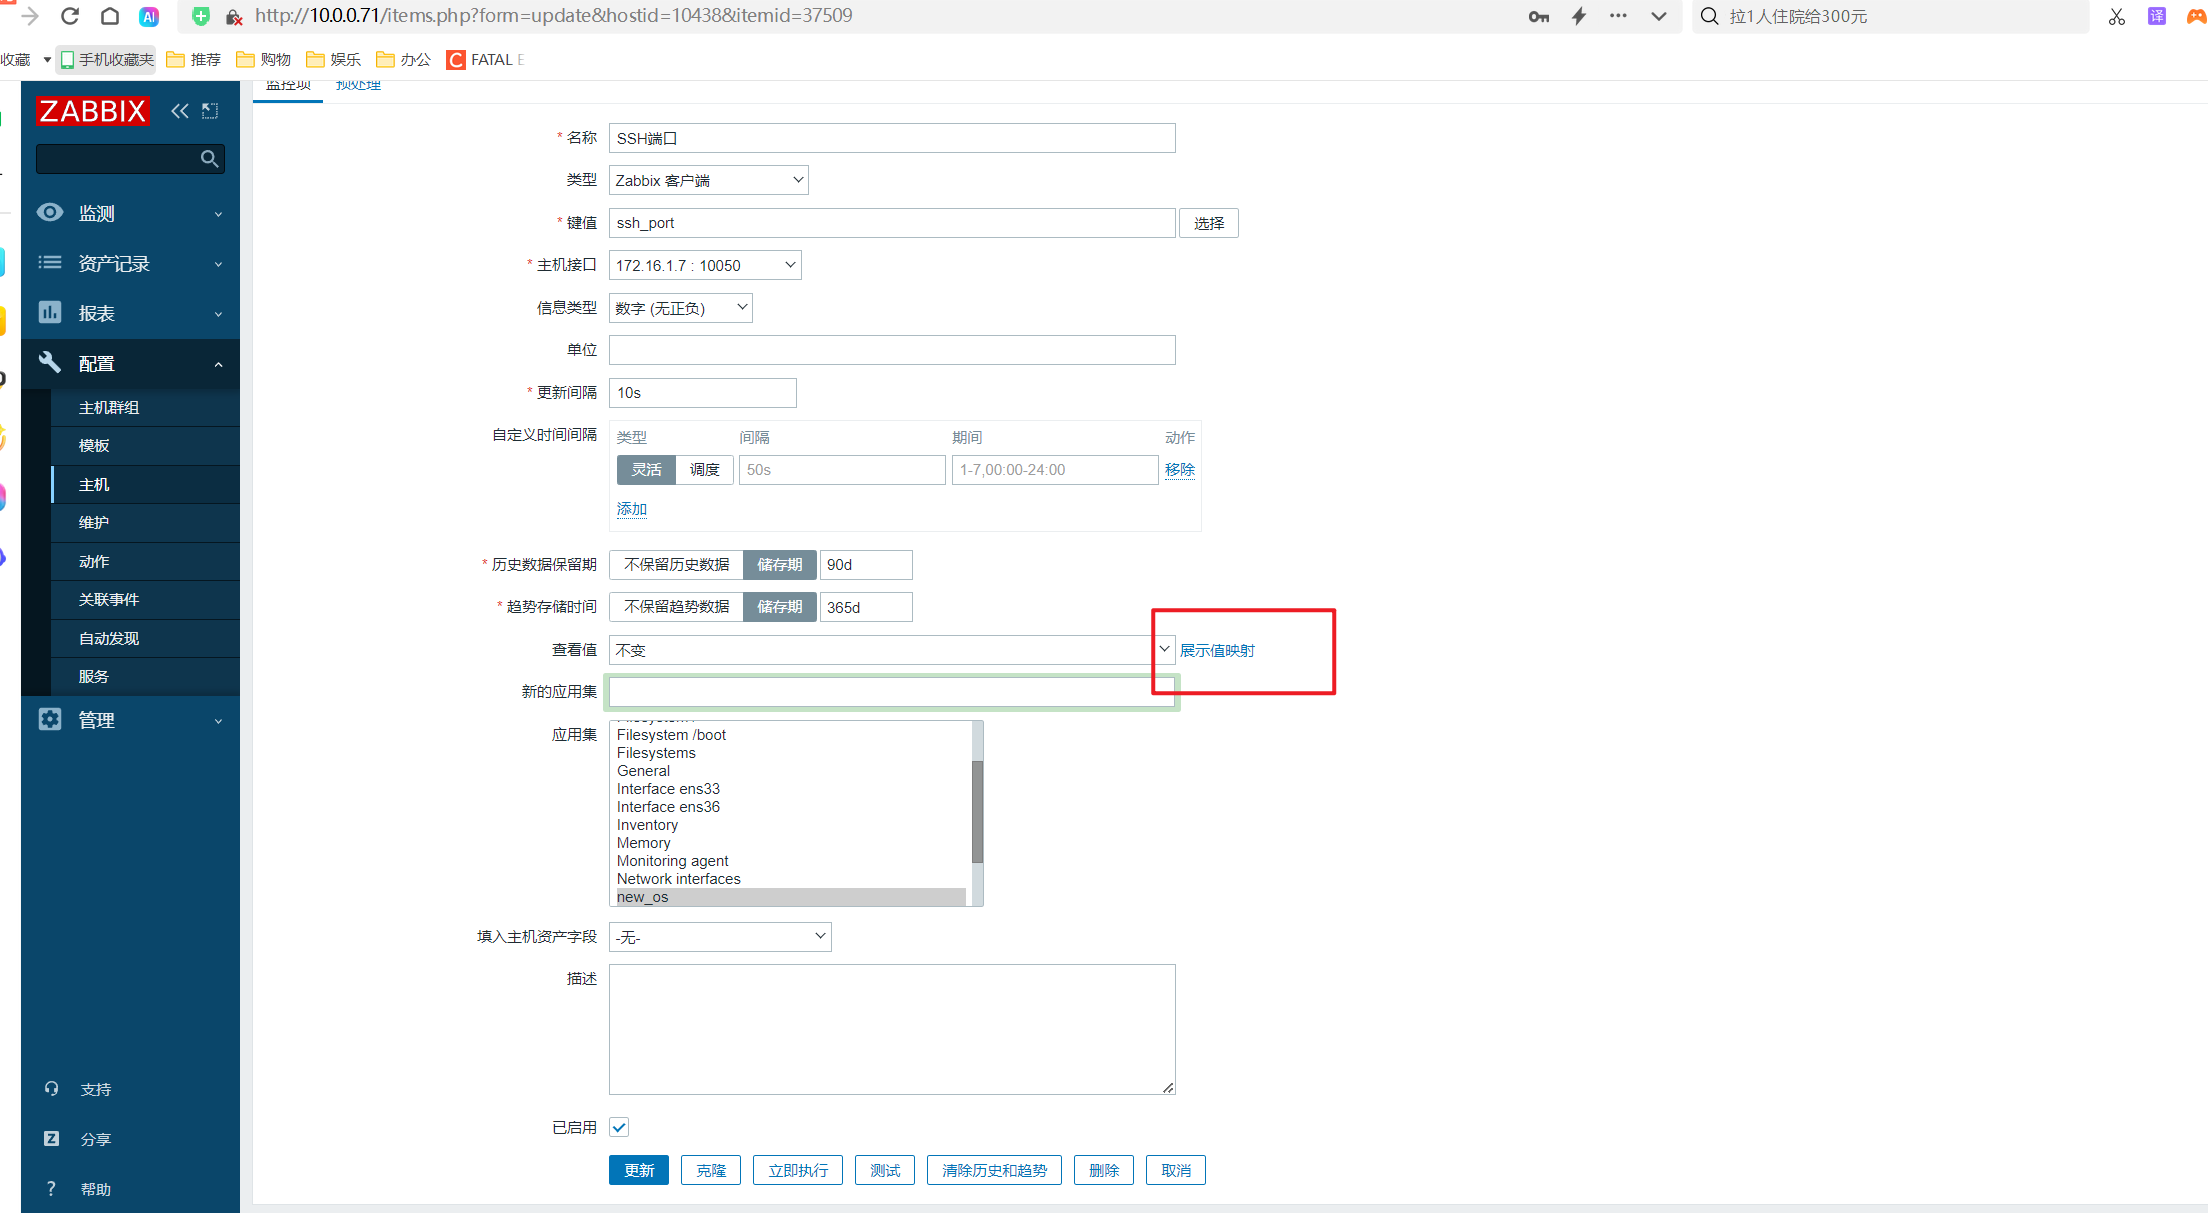 http://10.0.0.71/items.php?form=update&hostid=10438&itemid=37509
拉1人住院给300元
译
AI
收藏
手机收藏夹
推荐
购物
娱乐
办公
C FATAL E
ZABBIX
监控项 预处理
监测
资产记录
报表
配置
主机群组
模板
主机
维护
动作
关联事件
自动发现
服务
管理
支持
分享
帮助
* 名称 SSH端口
类型 Zabbix 客户端
* 键值 ssh_port 选择
* 主机接口 172.16.1.7 : 10050
信息类型 数字 (无正负)
单位
* 更新间隔 10s
自定义时间间隔 类型 间隔 期间 动作
灵活 调度 50s 1-7,00:00-24:00 移除
添加
* 历史数据保留期 不保留历史数据 储存期 90d
* 趋势存储时间 不保留趋势数据 储存期 365d
查看值 不变 展示值映射
新的应用集
应用集
Filesystem /boot
Filesystems
General
Interface ens33
Interface ens36
Inventory
Memory
Monitoring agent
Network interfaces
new_os
填入主机资产字段 -无-
描述
已启用
更新 克隆 立即执行 测试 清除历史和趋势 删除 取消